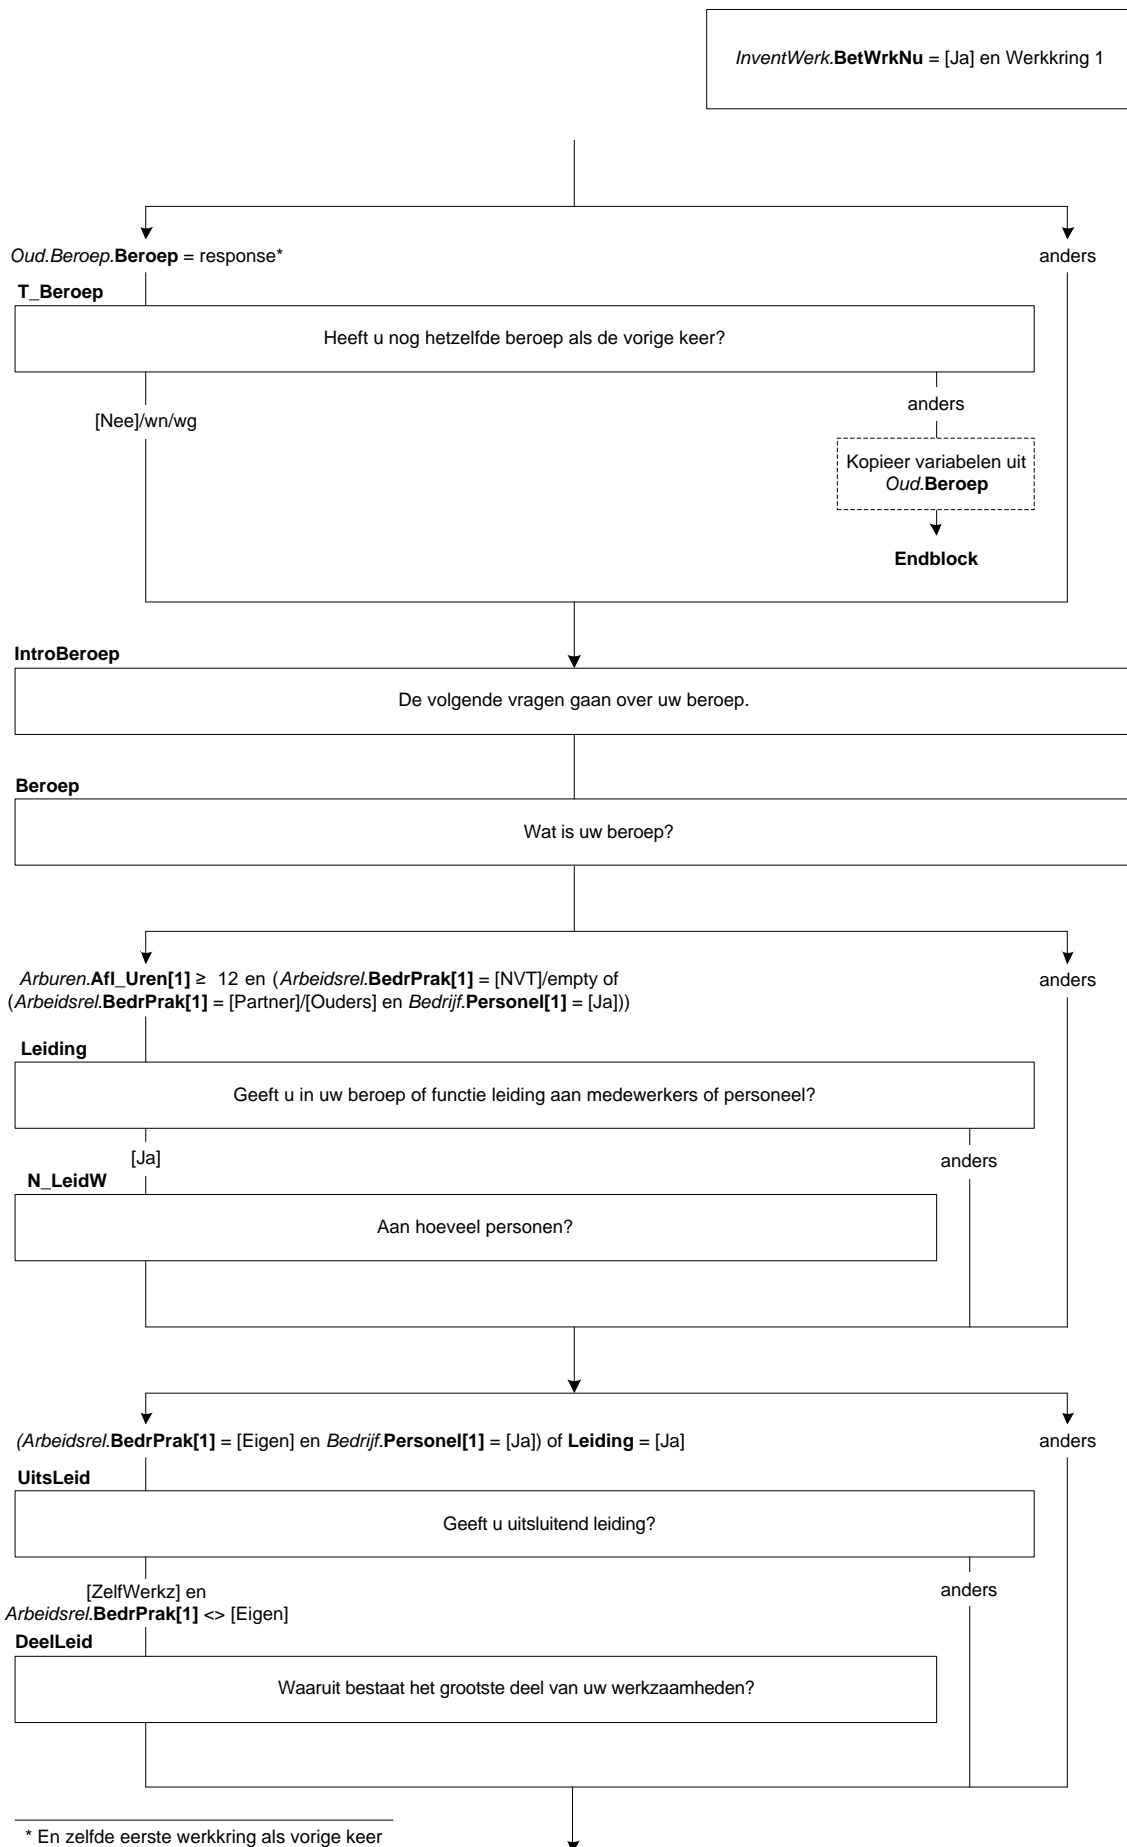 InventWerk.BetWrkNu = [Ja] en Werkkring 1
Oud.Beroep.Beroep = response*
anders
T_Beroep
Heeft u nog hetzelfde beroep als de vorige keer?
[Nee]/wn/wg
anders
Kopieer variabelen uit
Oud.Beroep
Endblock
IntroBeroep
De volgende vragen gaan over uw beroep.
Beroep
Wat is uw beroep?
Arburen.Afl_Uren[1] ≥ 12 en (Arbeidsrel.BedrPrak[1] = [NVT]/empty of
(Arbeidsrel.BedrPrak[1] = [Partner]/[Ouders] en Bedrijf.Personel[1] = [Ja]))
anders
Leiding
Geeft u in uw beroep of functie leiding aan medewerkers of personeel?
[Ja]
anders
N_LeidW
Aan hoeveel personen?
(Arbeidsrel.BedrPrak[1] = [Eigen] en Bedrijf.Personel[1] = [Ja]) of Leiding = [Ja]
anders
UitsLeid
Geeft u uitsluitend leiding?
[ZelfWerkz] en
Arbeidsrel.BedrPrak[1] <> [Eigen]
anders
DeelLeid
Waaruit bestaat het grootste deel van uw werkzaamheden?
* En zelfde eerste werkkring als vorige keer